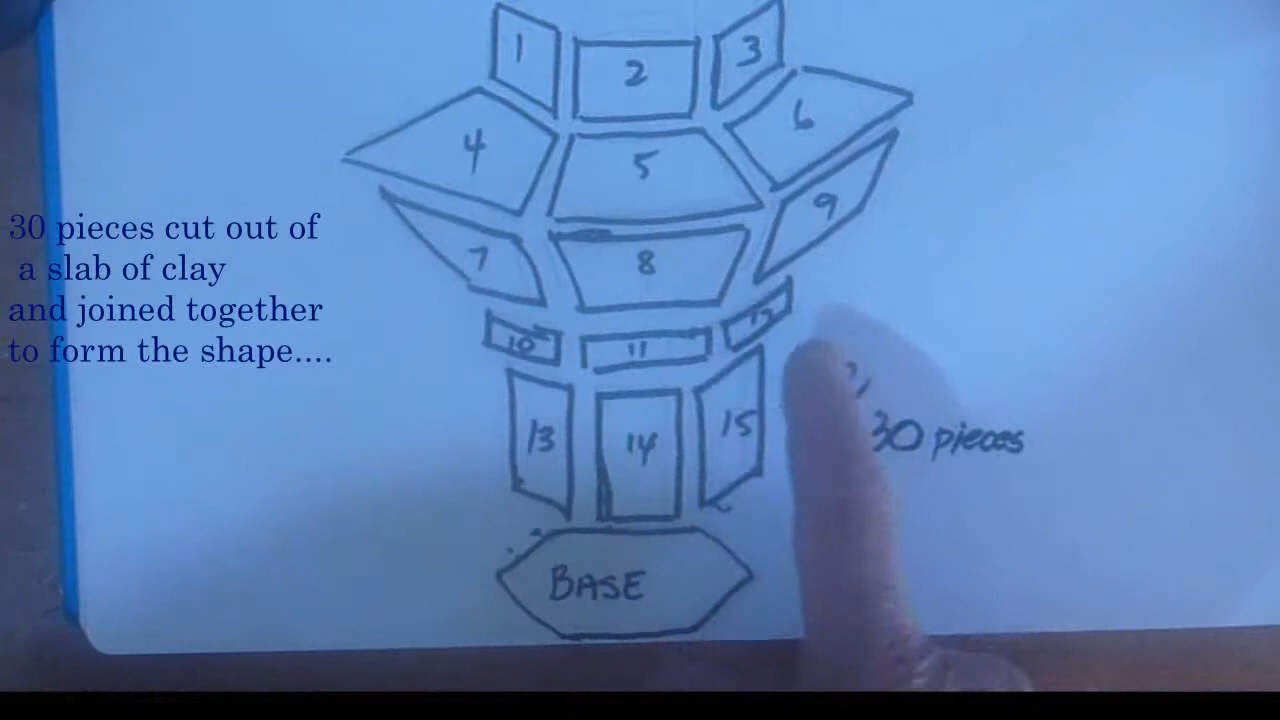 1
2
3
4
5
6
7
8
9
10
11
12
13
14
15
30 pieces
BASE
30 pieces cut out of
a slab of clay
and joined together
to form the shape....